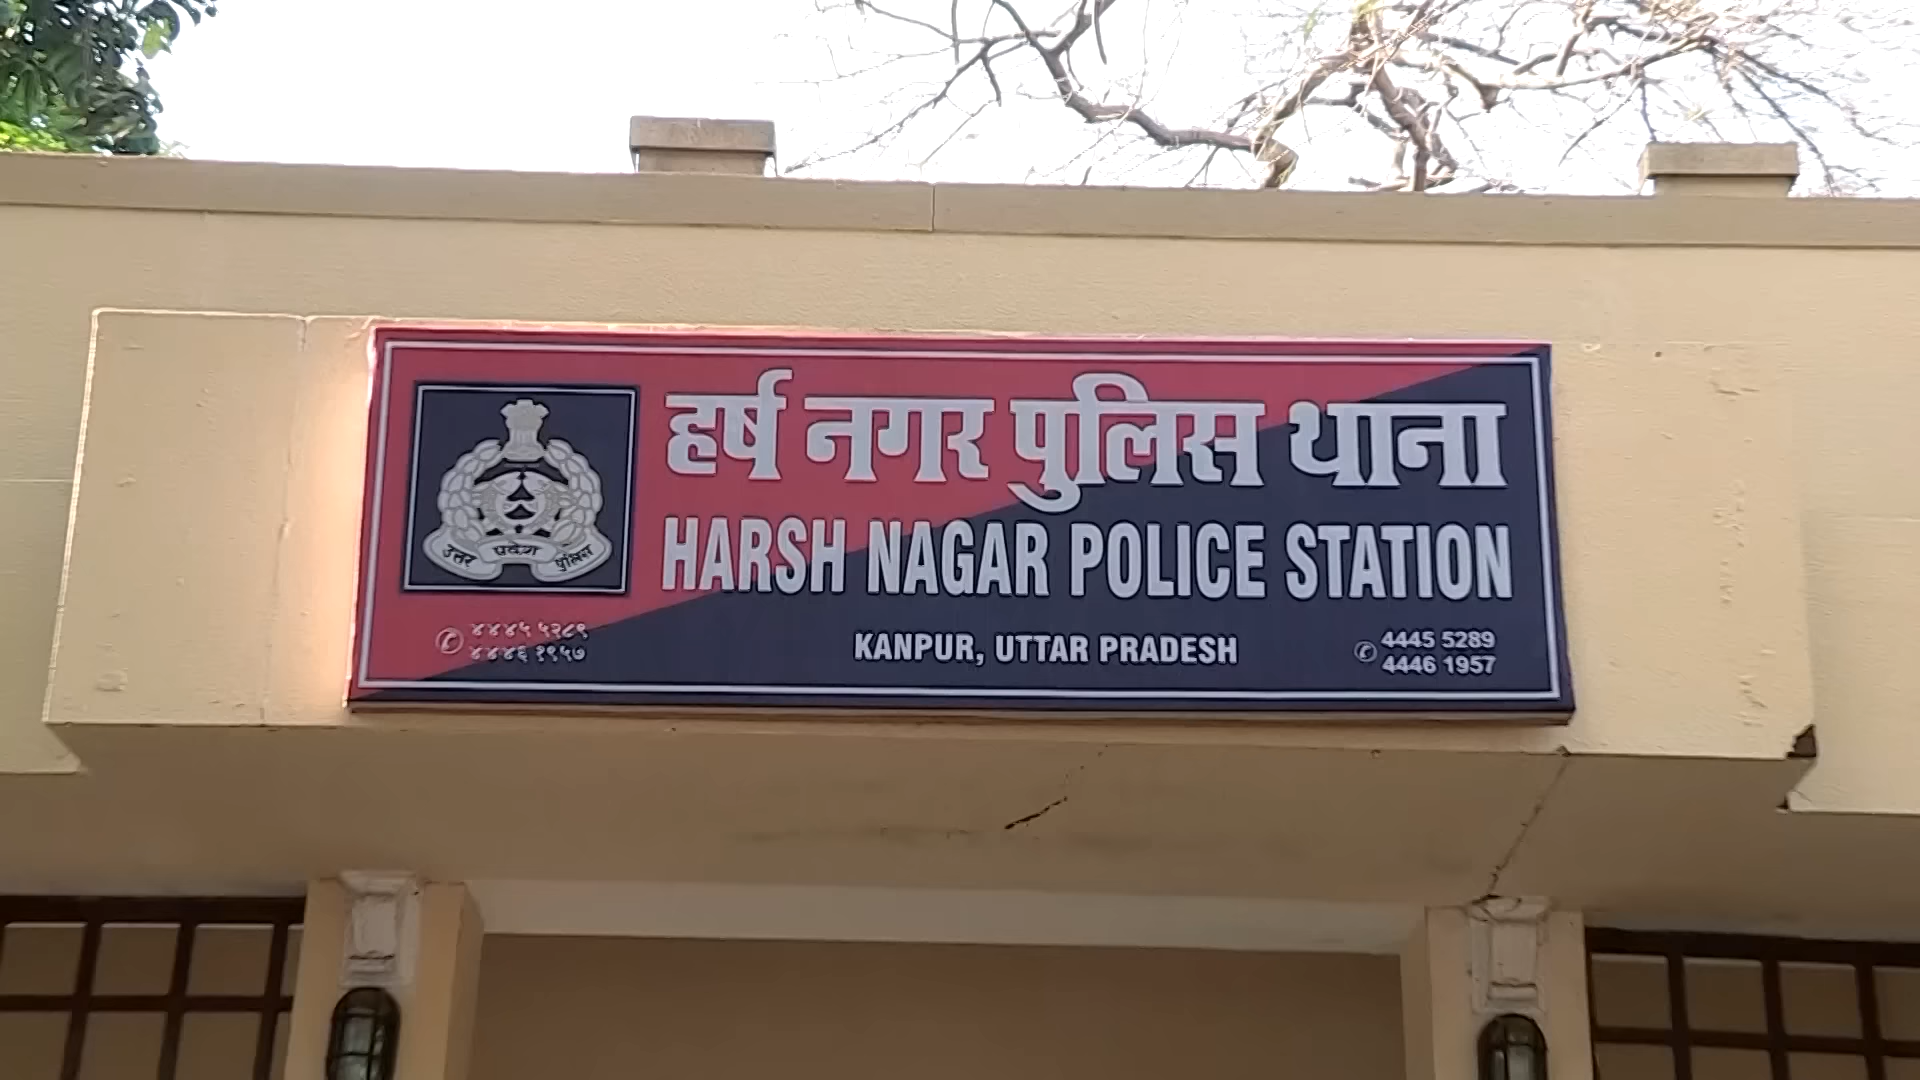 हर्ष नगर पुलिस थाना
HARSH NAGAR POLICE STATION
उत्तर प्रदेश पुलिस
KANPUR, UTTAR PRADESH
४४४५ ५२८९
४४४६ १९५७
4445 5289
4446 1957